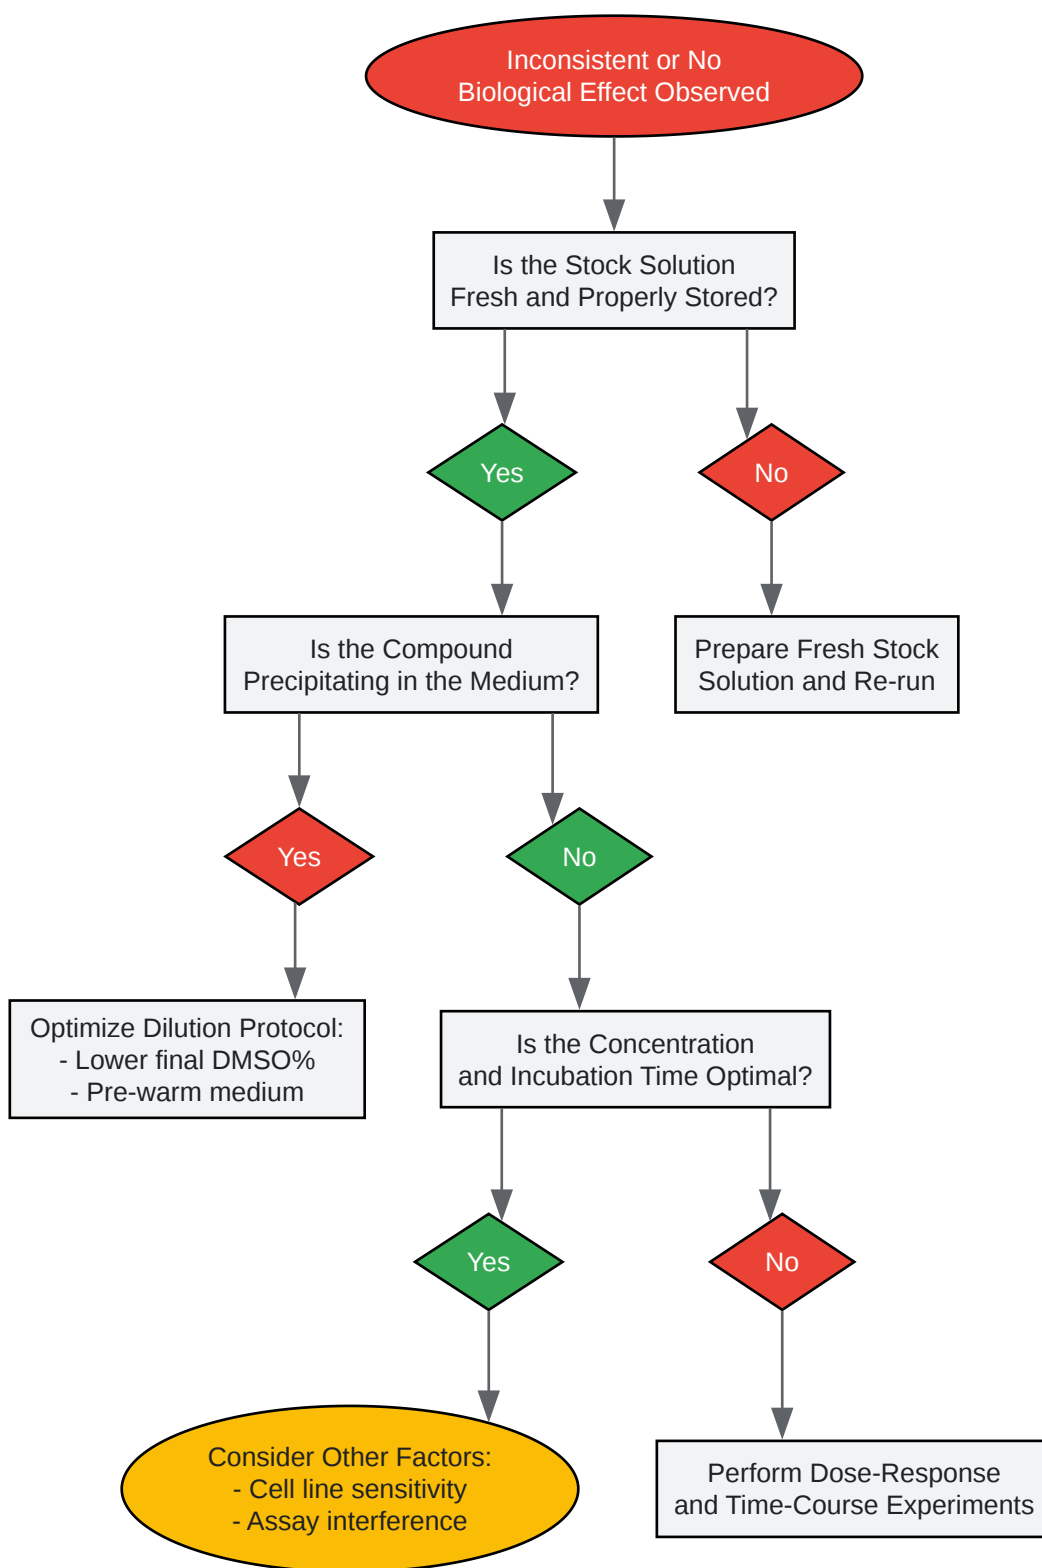 Inconsistent or No
Biological Effect Observed
Is the Stock Solution
Fresh and Properly Stored?
Yes
No
Is the Compound
Precipitating in the Medium?
Prepare Fresh Stock
Solution and Re-run
Yes
No
Optimize Dilution Protocol:
- Lower final DMSO%
- Pre-warm medium
Is the Concentration
and Incubation Time Optimal?
Yes
No
Consider Other Factors:
- Cell line sensitivity
- Assay interference
Perform Dose-Response
and Time-Course Experiments